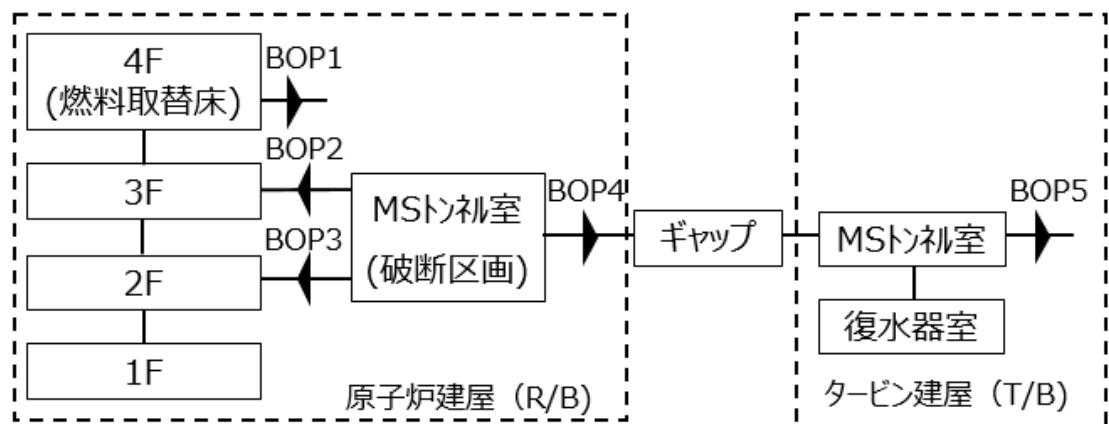 4F
(燃料取替床)
BOP1
BOP2
3F
MSトンネル室
(破断区画)
BOP3
2F
1F
原子炉建屋（R/B）
BOP4
ギャップ
BOP5
MSトンネル室
復水器室
タービン建屋（T/B）